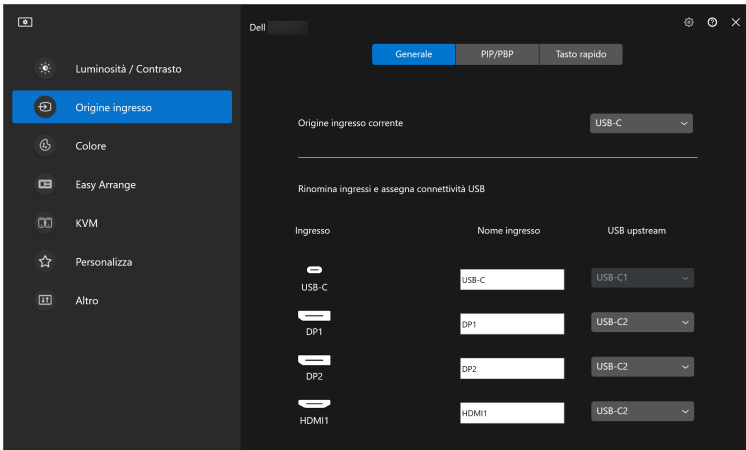 Dell
Generale PIP/PBP Tasto rapido
Luminosità / Contrasto
Origine ingresso
Colore
Easy Arrange
KVM
Personalizza
Altro
Origine ingresso corrente USB-C
Rinomina ingressi e assegna connettività USB
Ingresso Nome ingresso USB upstream
USB-C USB-C USB-C1
DP1 DP1 USB-C2
DP2 DP2 USB-C2
HDMI1 HDMI1 USB-C2